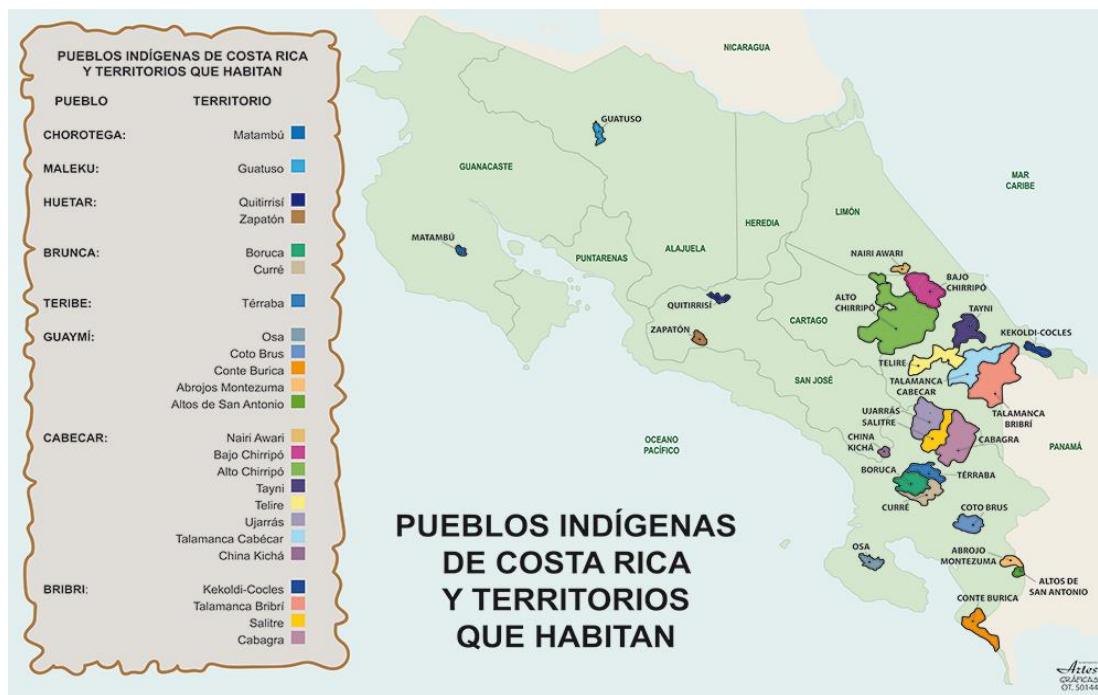 PUEBLOS INDÍGENAS DE COSTA RICA
Y TERRITORIOS QUE HABITAN
PUEBLO TERRITORIO
CHOROTEGA: Matambú
MALEKU: Guatuso
HUETAR: Quitirrisí
Zapatón
BRUNCA: Boruca
Curré
TERIBE: Térraba
GUAYMÍ: Osa
Coto Brus
Conte Burica
Abrojos Montezuma
Altos de San Antonio
CABECAR: Nairi Awari
Bajo Chirripó
Alto Chirripó
Tayni
Telire
Ujarrás
Talamanca Cabécar
China Kichá
BRIBRI: Kekoldi-Cocles
Talamanca Bribrí
Salitre
Cabagra
NICARAGUA
GUATUSO
GUANACASTE
MAR
CARIBE
LIMÓN
HEREDIA
MATAMBÚ
ALAJUELA
PUNTARENAS
NAIRI AWARI
BAJO
CHIRRIPÓ
ALTO
CHIRRIPÓ
QUITIRRISÍ
TAYNI
CARTAGO
ZAPATÓN
KEKOLDI-COCLES
TELIRE
TALAMANCA
CABECAR
SAN JOSÉ
TALAMANCA
BRIBRÍ
UJARRÁS
SALITRE
OCEANO
PACÍFICO
CHINA
KICHÁ
CABAGRA
PANAMÁ
BORUCA
TÉRRABA
CURRÉ
COTO BRUS
OSA
ABROJO
MONTEZUMA
ALTOS DE
SAN ANTONIO
CONTE BURICA
PUEBLOS INDÍGENAS
DE COSTA RICA
Y TERRITORIOS
QUE HABITAN
Artes
GRÁFICAS
OT. 50144